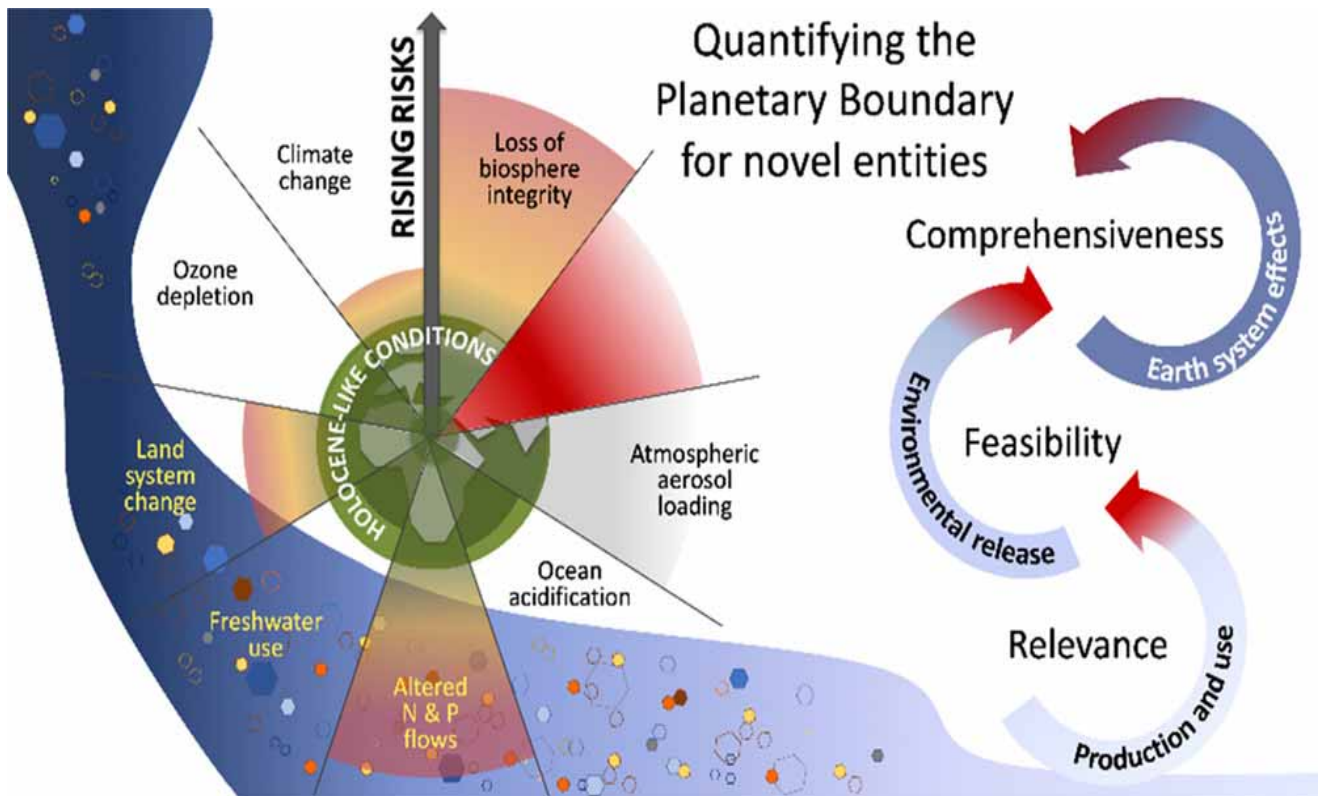 Quantifying the
Planetary Boundary
for novel entities
RISING RISKS
Climate
change
Loss of
biosphere
integrity
Ozone
depletion
HOLOCENE-LIKE CONDITIONS
Land
system
change
Atmospheric
aerosol
loading
Freshwater
use
Ocean
acidification
Altered
N & P
flows
Comprehensiveness
Earth system effects
Feasibility
Environmental release
Relevance
Production and use